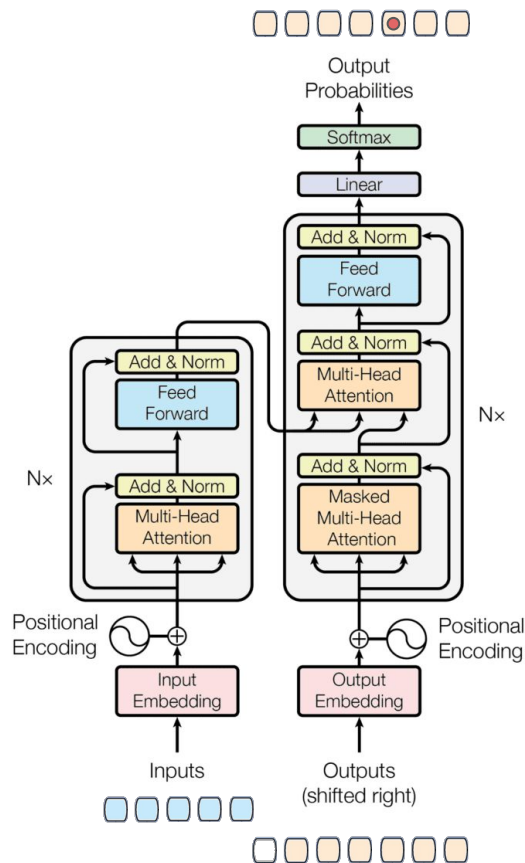 Output
Probabilities
Softmax
Linear
Add & Norm
Feed
Forward
Add & Norm
Multi-Head
Attention
Add & Norm
Masked
Multi-Head
Attention
Nx
Add & Norm
Feed
Forward
Add & Norm
Multi-Head
Attention
Nx
Positional
Encoding
Positional
Encoding
Input
Embedding
Output
Embedding
Inputs
Outputs
(shifted right)